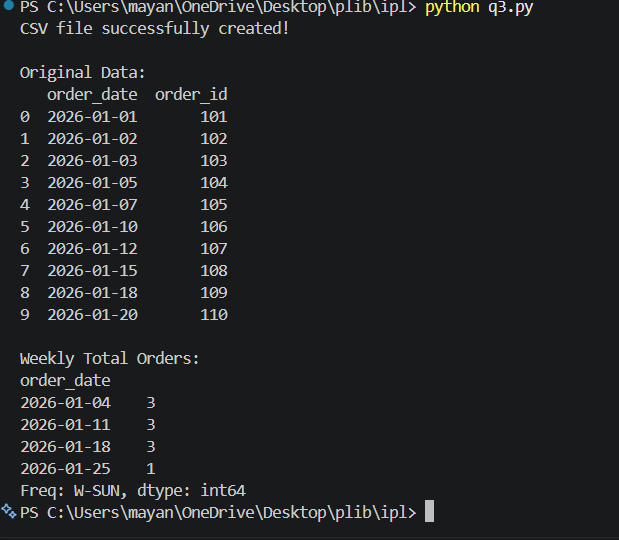 PS C:\Users\mayan\OneDrive\Desktop\plib\ipl> python q3.py
CSV file successfully created!

Original Data:
   order_date  order_id
0  2026-01-01       101
1  2026-01-02       102
2  2026-01-03       103
3  2026-01-05       104
4  2026-01-07       105
5  2026-01-10       106
6  2026-01-12       107
7  2026-01-15       108
8  2026-01-18       109
9  2026-01-20       110

Weekly Total Orders:
order_date
2026-01-04    3
2026-01-11    3
2026-01-18    3
2026-01-25    1
Freq: W-SUN, dtype: int64
PS C:\Users\mayan\OneDrive\Desktop\plib\ipl>